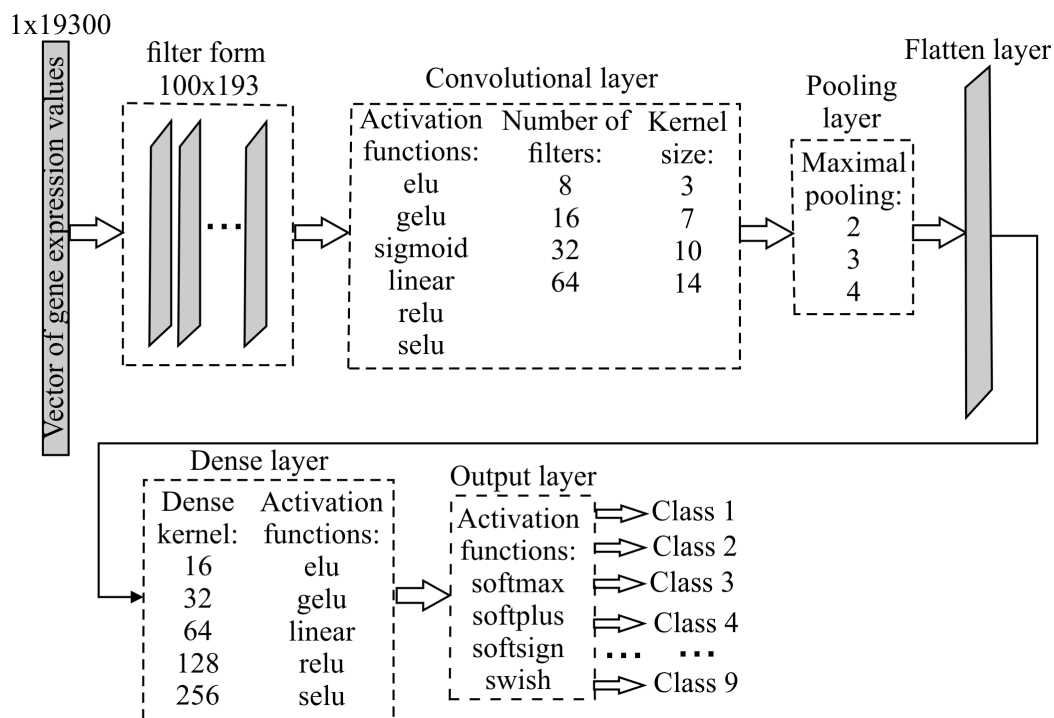 1x19300
Vector of gene expression values
filter form
100x193
...
Convolutional layer
Activation functions:
elu
gelu
sigmoid
linear
relu
selu
Number of filters:
8
16
32
64
Kernel size:
3
7
10
14
Pooling layer
Maximal pooling:
2
3
4
Flatten layer
Dense layer
Dense kernel:
16
32
64
128
256
Activation functions:
elu
gelu
linear
relu
selu
Output layer
Activation functions:
softmax
softplus
softsign
swish
Class 1
Class 2
Class 3
Class 4
... ...
Class 9